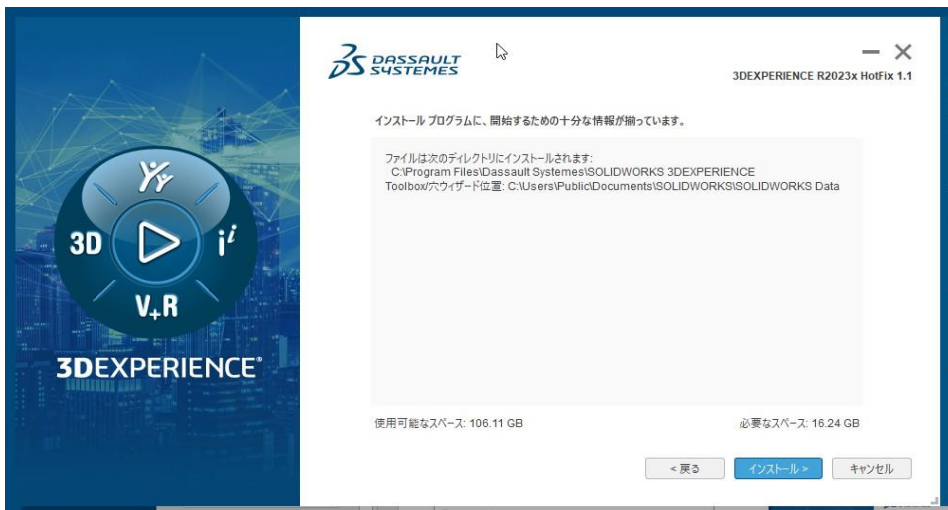 3DS DASSAULT
SYSTEMES
3DEXPERIENCE R2023x HotFix 1.1
インストール プログラムに、開始するための十分な情報が揃っています。
ファイルは次のディレクトリにインストールされます:
C:\Program Files\Dassault Systemes\SOLIDWORKS 3DEXPERIENCE
Toolbox/穴ウィザード位置: C:\Users\Public\Documents\SOLIDWORKS\SOLIDWORKS Data
3D
i
V+R
3DEXPERIENCE®
使用可能なスペース: 106.11 GB
必要なスペース: 16.24 GB
< 戻る
インストール >
キャンセル